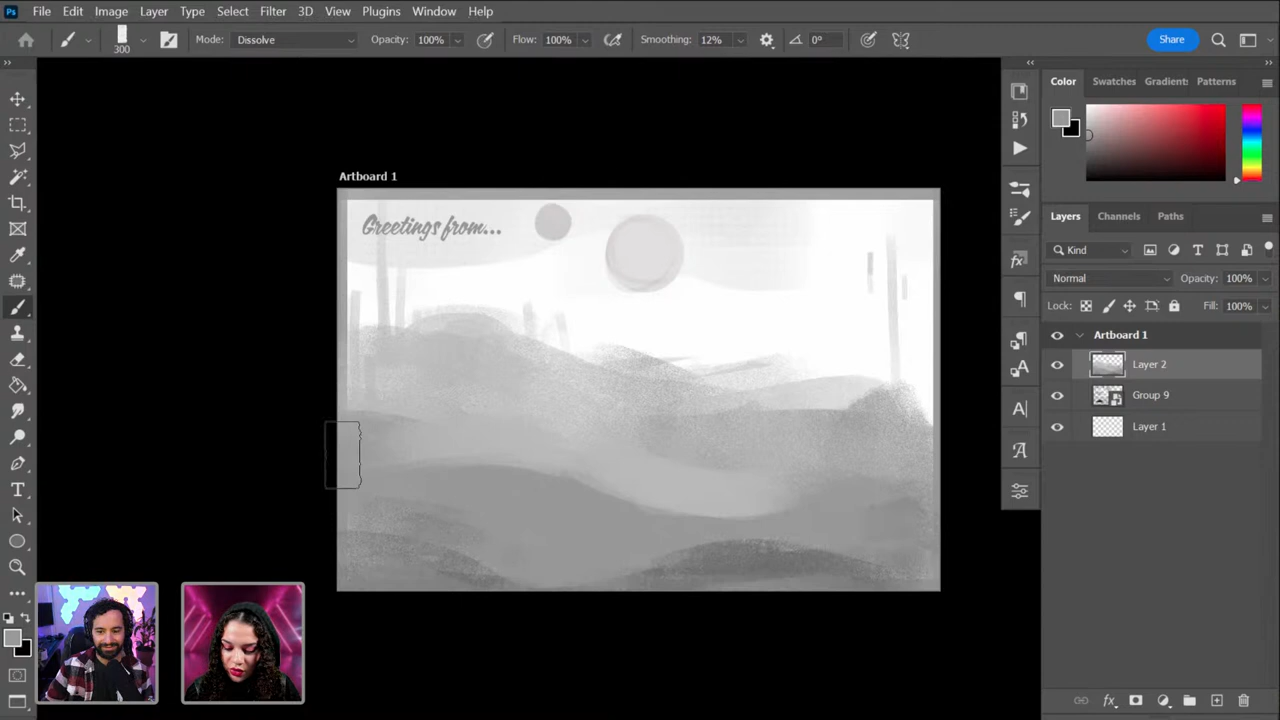 Ps File Edit Image Layer Type Select Filter 3D View Plugins Window Help
300 Mode: Dissolve Opacity: 100% Flow: 100% Smoothing: 12% 0° Share
Color Swatches Gradient: Patterns
Artboard 1
Greetings from...
Layers Channels Paths
Kind
Normal Opacity: 100%
Lock: Fill: 100%
Artboard 1
Layer 2
Group 9
Layer 1